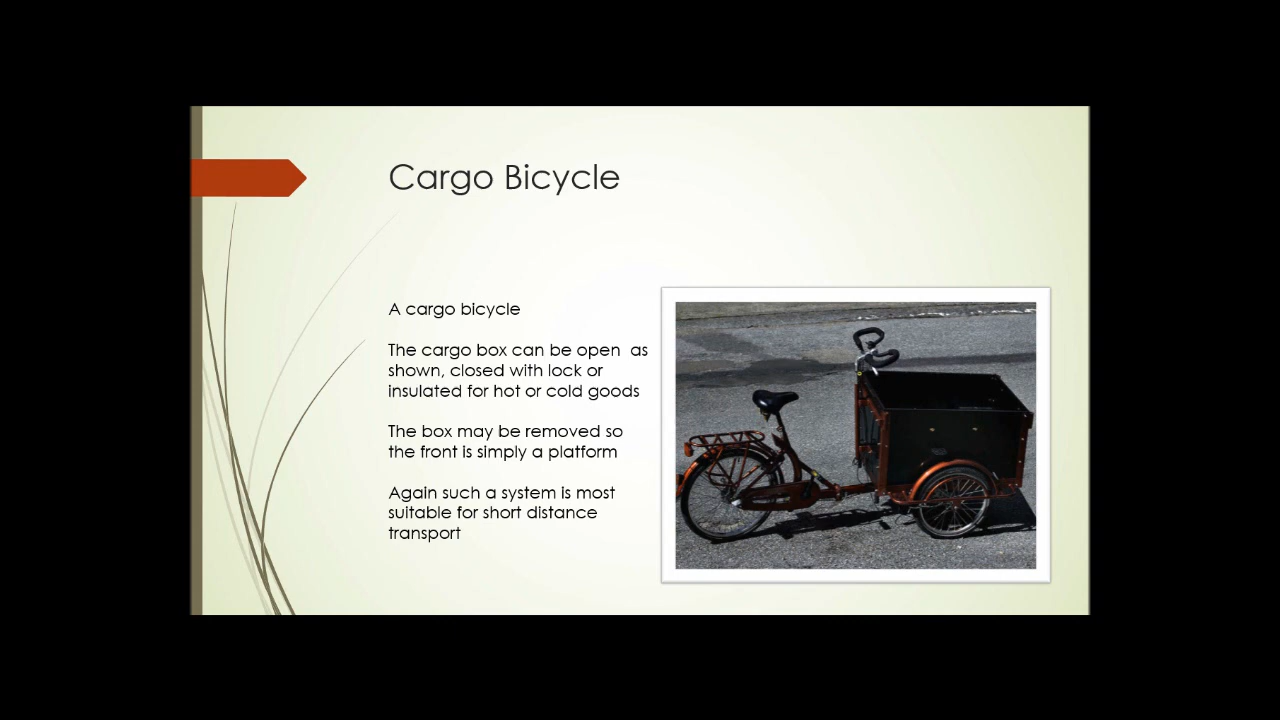 Cargo Bicycle
A cargo bicycle
The cargo box can be open  as
shown, closed with lock or
insulated for hot or cold goods
The box may be removed so
the front is simply a platform
Again such a system is most
suitable for short distance
transport